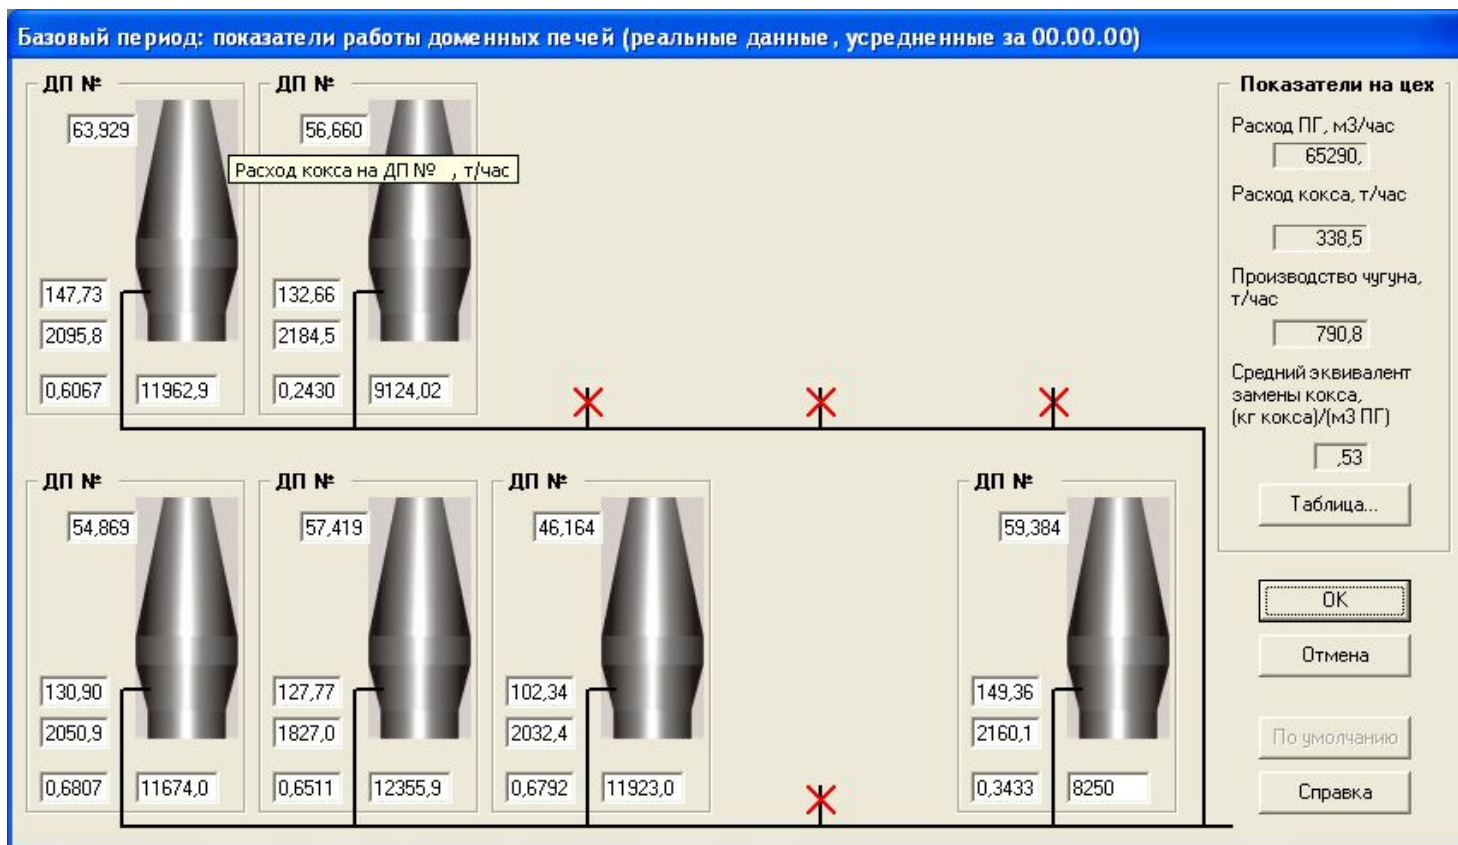 Базовый период: показатели работы доменных печей (реальные данные, усредненные за 00.00.00)
ДП №
63,929
147,73
2095,8
0,6067
11962,9
ДП №
56,660
Расход кокса на ДП № , т/час
132,66
2184,5
0,2430
9124,02
ДП №
54,869
130,90
2050,9
0,6807
11674,0
ДП №
57,419
127,77
1827,0
0,6511
12355,9
ДП №
46,164
102,34
2032,4
0,6792
11923,0
ДП №
59,384
149,36
2160,1
0,3433
8250
Показатели на цех
Расход ПГ, м3/час
65290,
Расход кокса, т/час
338,5
Производство чугуна,
т/час
790,8
Средний эквивалент
замены кокса,
(кг кокса)/(м3 ПГ)
,53
Таблица...
ОК
Отмена
По умолчанию
Справка